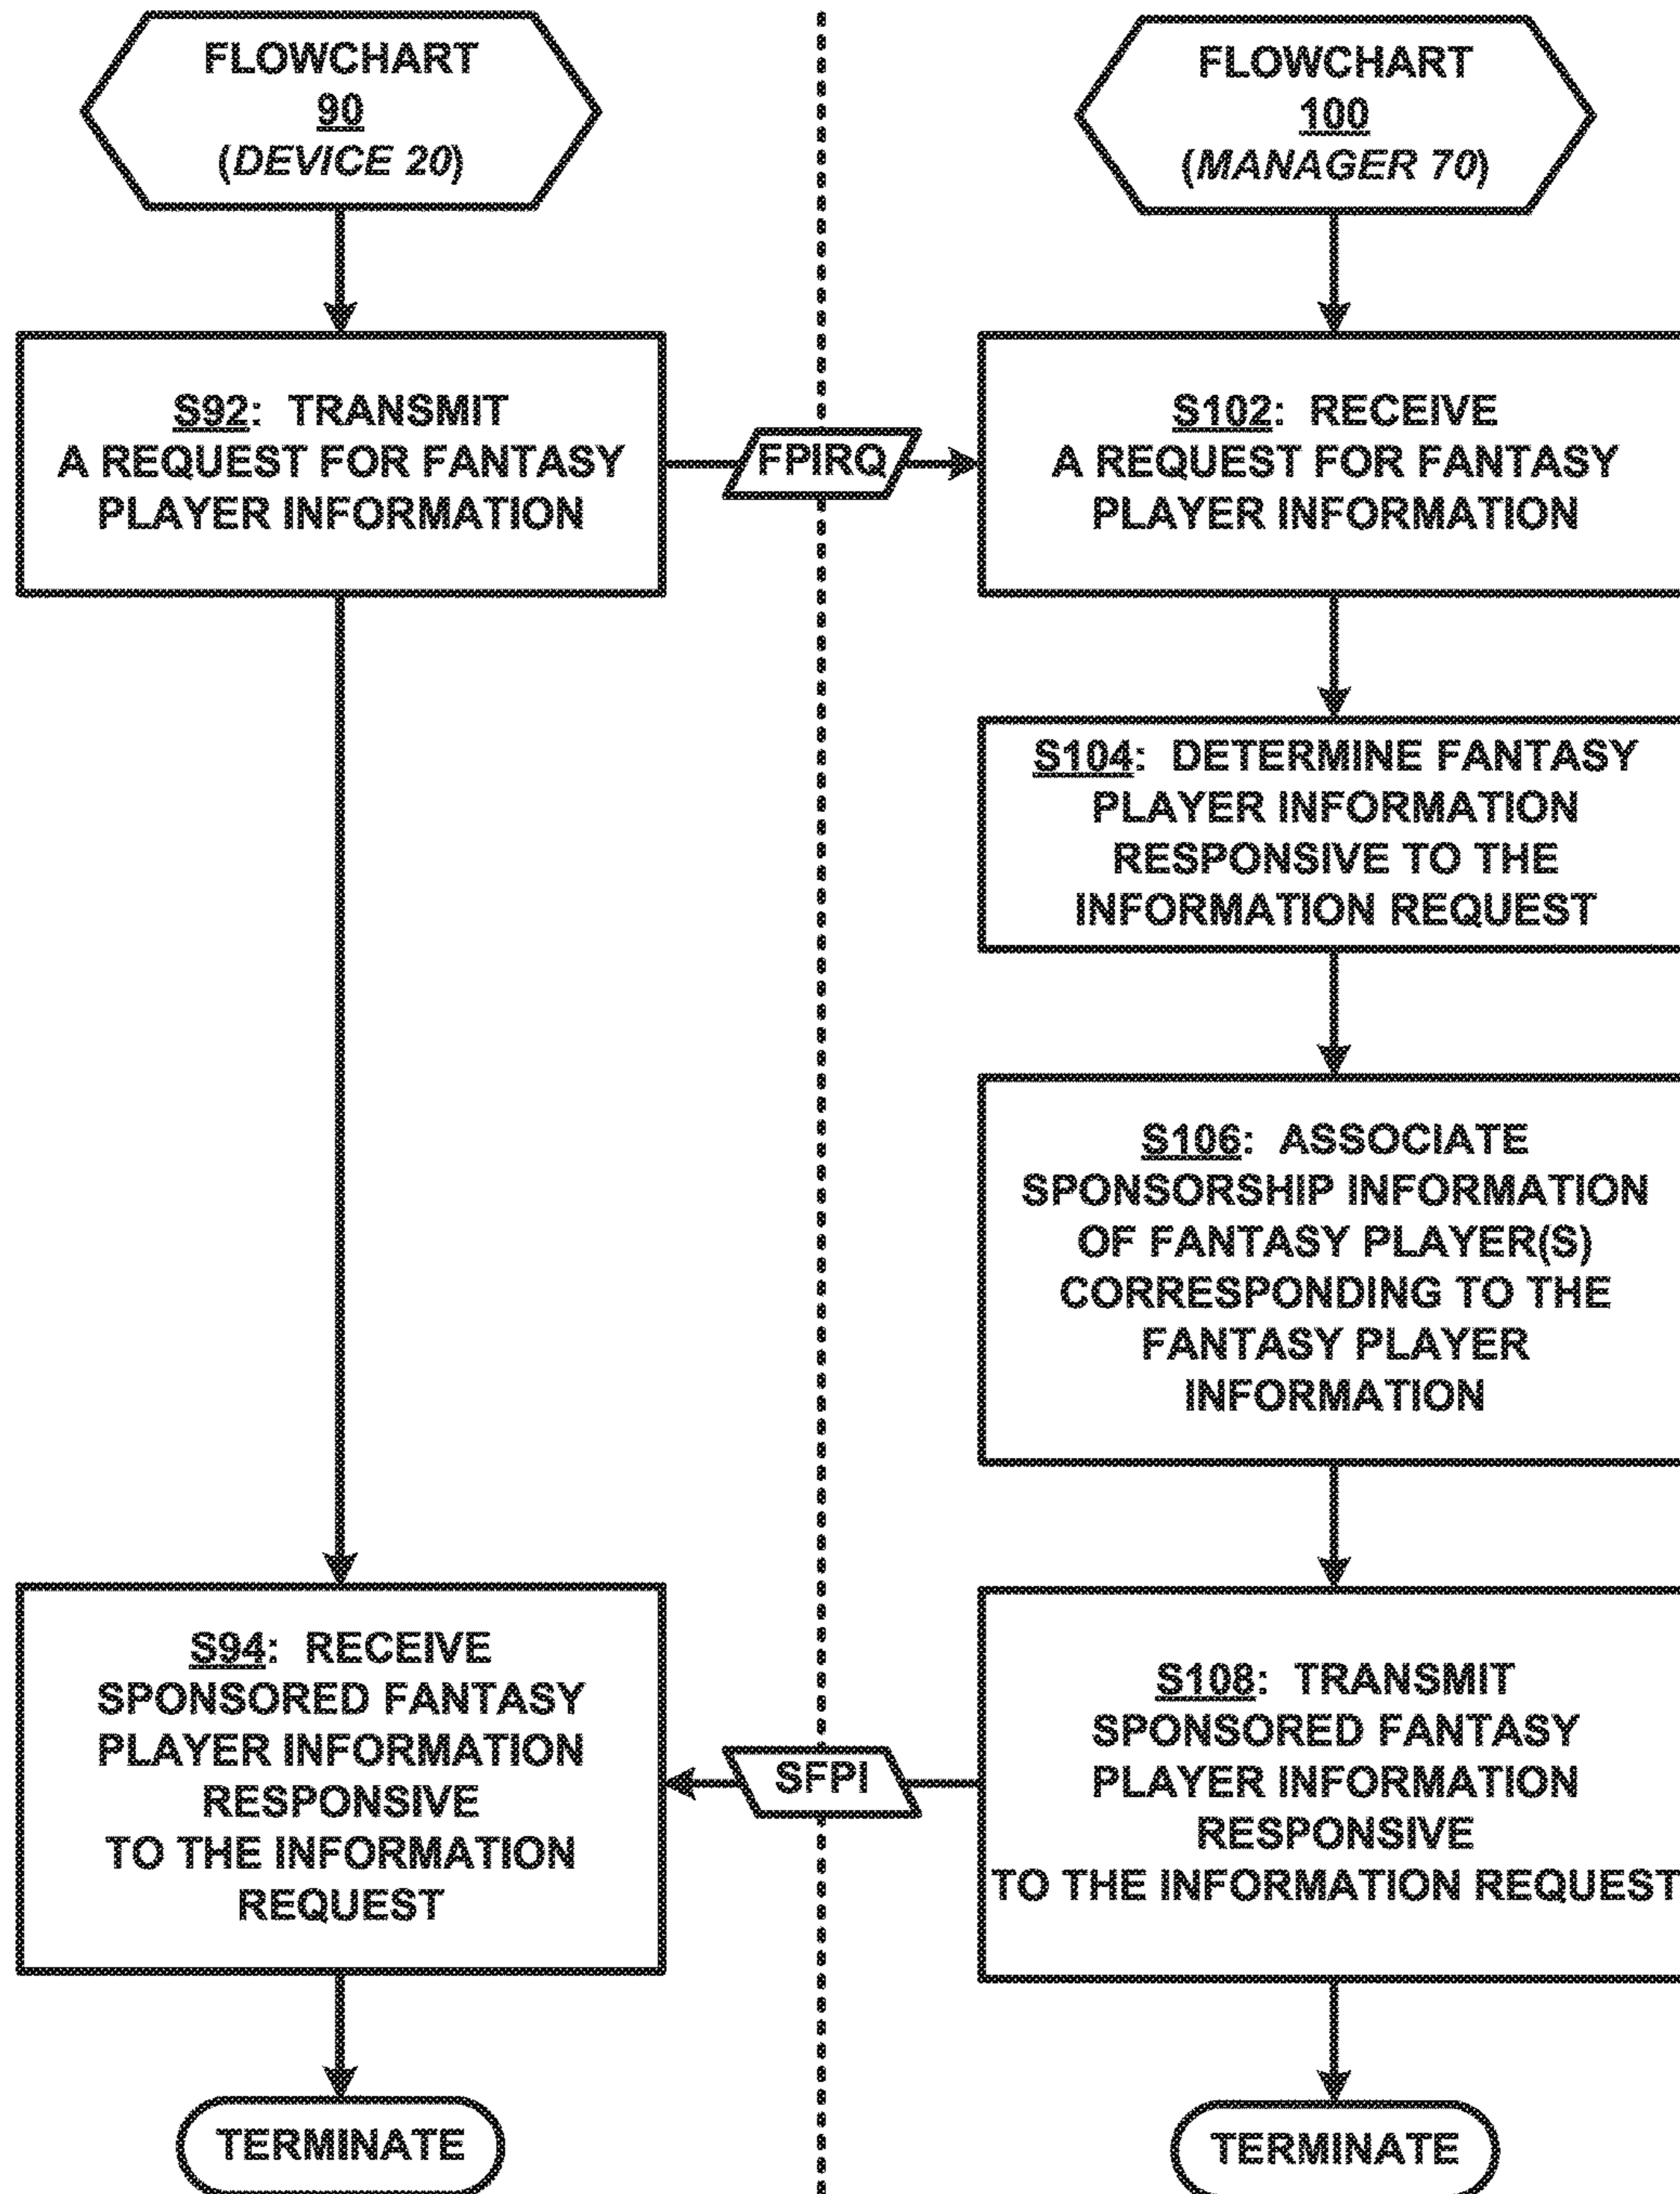 FLOWCHART
90
(DEVICE 20)
S92: TRANSMIT
A REQUEST FOR FANTASY
PLAYER INFORMATION
FPIRQ
S94: RECEIVE
SPONSORED FANTASY
PLAYER INFORMATION
RESPONSIVE
TO THE INFORMATION
REQUEST
SFPI
TERMINATE
FLOWCHART
100
(MANAGER 70)
S102: RECEIVE
A REQUEST FOR FANTASY
PLAYER INFORMATION
S104: DETERMINE FANTASY
PLAYER INFORMATION
RESPONSIVE TO THE
INFORMATION REQUEST
S106: ASSOCIATE
SPONSORSHIP INFORMATION
OF FANTASY PLAYER(S)
CORRESPONDING TO THE
FANTASY PLAYER
INFORMATION
S108: TRANSMIT
SPONSORED FANTASY
PLAYER INFORMATION
RESPONSIVE
TO THE INFORMATION REQUEST
TERMINATE